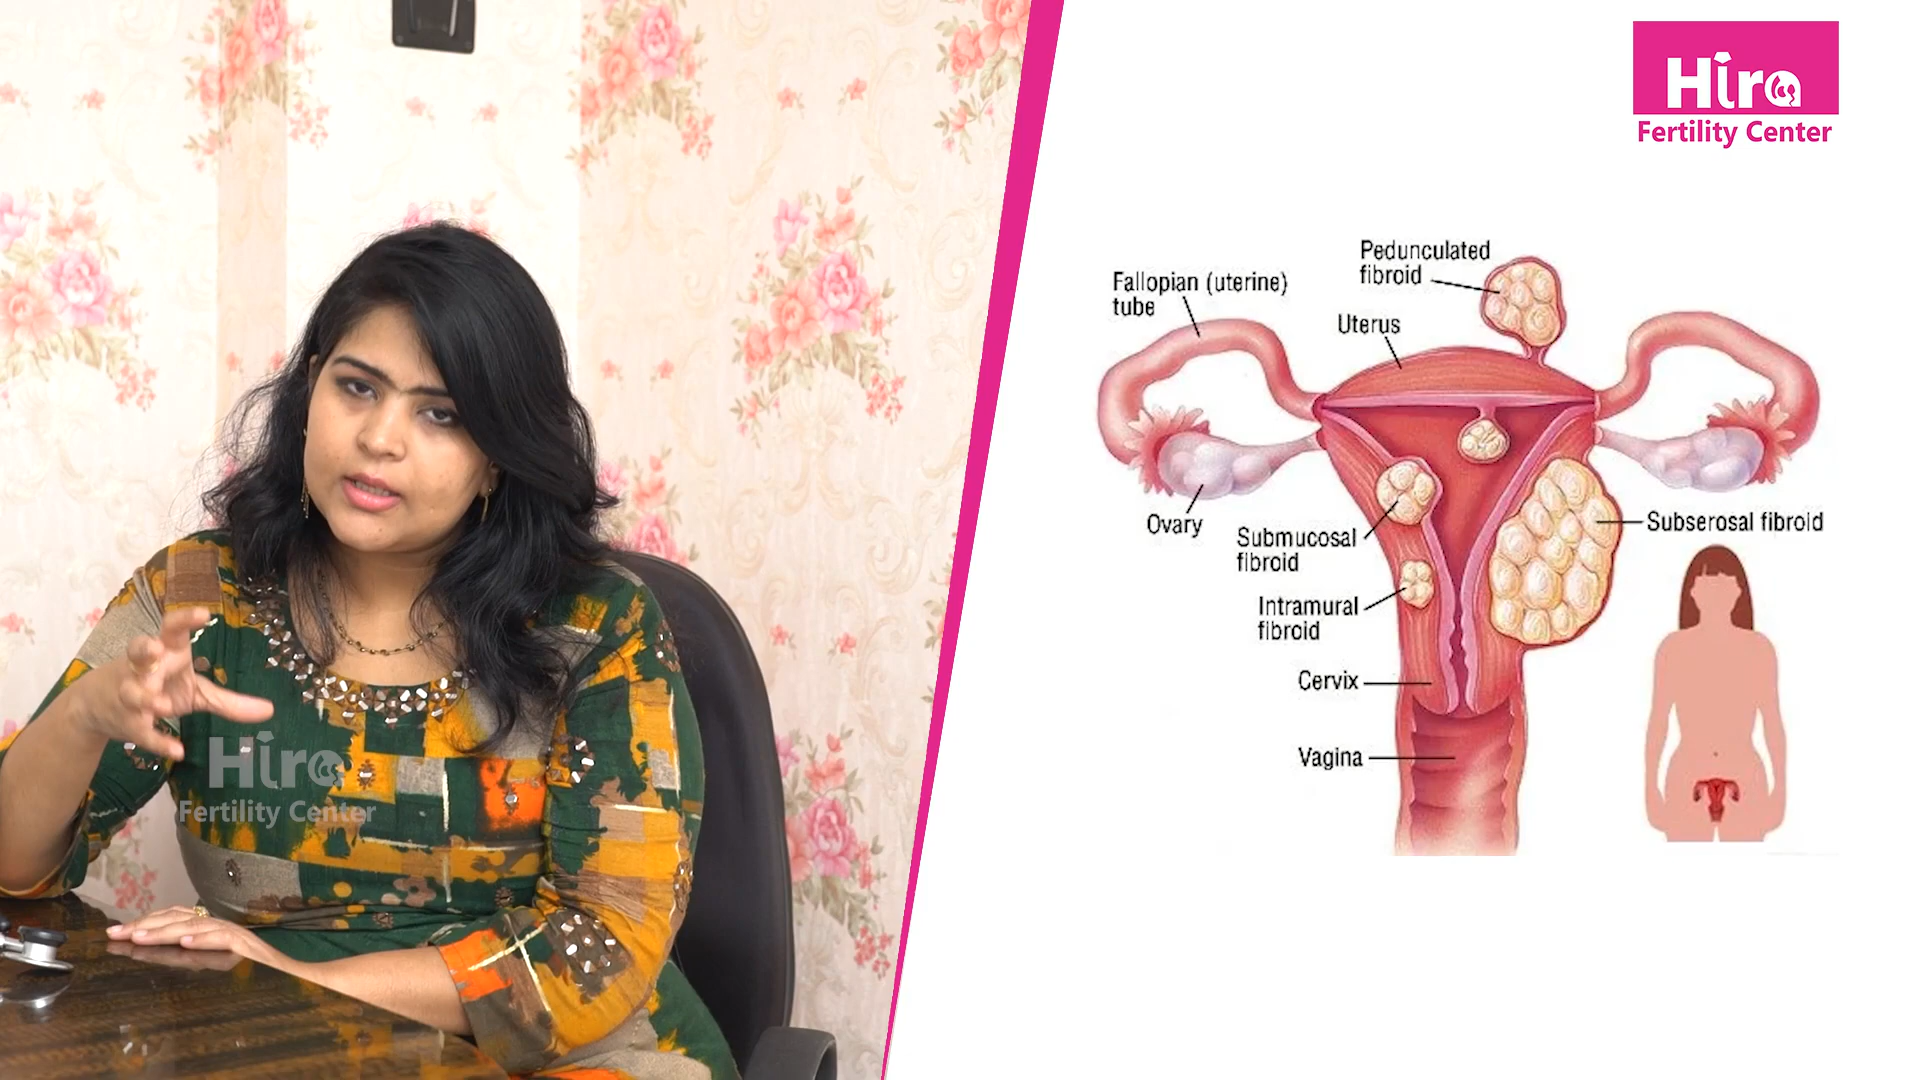 Hira
Fertility Center
Hira
Fertility Center
Pedunculated
fibroid
Fallopian (uterine)
tube
Uterus
Ovary
Submucosal
fibroid
Subserosal fibroid
Intramural
fibroid
Cervix
Vagina